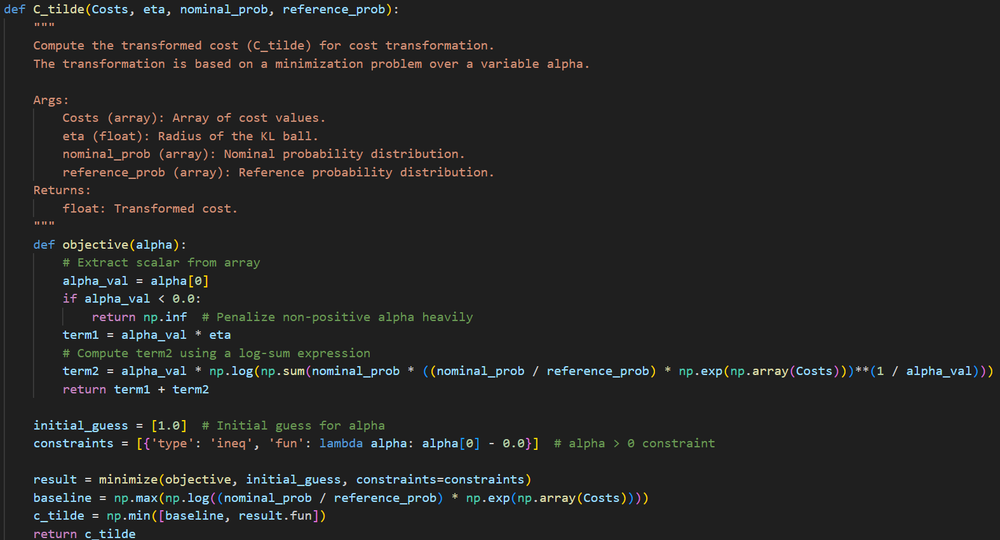 def C_tilde(Costs, eta, nominal_prob, reference_prob):
    """
    Compute the transformed cost (C_tilde) for cost transformation.
    The transformation is based on a minimization problem over a variable alpha.

    Args:
        Costs (array): Array of cost values.
        eta (float): Radius of the KL ball.
        nominal_prob (array): Nominal probability distribution.
        reference_prob (array): Reference probability distribution.
    Returns:
        float: Transformed cost.
    """
    def objective(alpha):
        # Extract scalar from array
        alpha_val = alpha[0]
        if alpha_val < 0.0:
            return np.inf  # Penalize non-positive alpha heavily
        term1 = alpha_val * eta
        # Compute term2 using a log-sum expression
        term2 = alpha_val * np.log(np.sum(nominal_prob * ((nominal_prob / reference_prob) * np.exp(np.array(Costs)))**(1 / alpha_val)))
        return term1 + term2

    initial_guess = [1.0]  # Initial guess for alpha
    constraints = [{'type': 'ineq', 'fun': lambda alpha: alpha[0] - 0.0}]  # alpha > 0 constraint

    result = minimize(objective, initial_guess, constraints=constraints)
    baseline = np.max(np.log((nominal_prob / reference_prob) * np.exp(np.array(Costs))))
    c_tilde = np.min([baseline, result.fun])
    return c_tilde